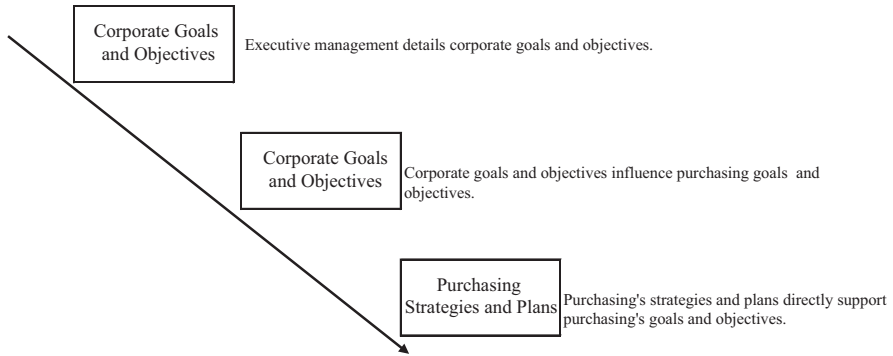 Corporate Goals
and Objectives
Executive management details corporate goals and objectives.
Corporate Goals
and Objectives
Corporate goals and objectives influence purchasing goals and
objectives.
Purchasing
Strategies and Plans
Purchasing's strategies and plans directly support
purchasing's goals and objectives.